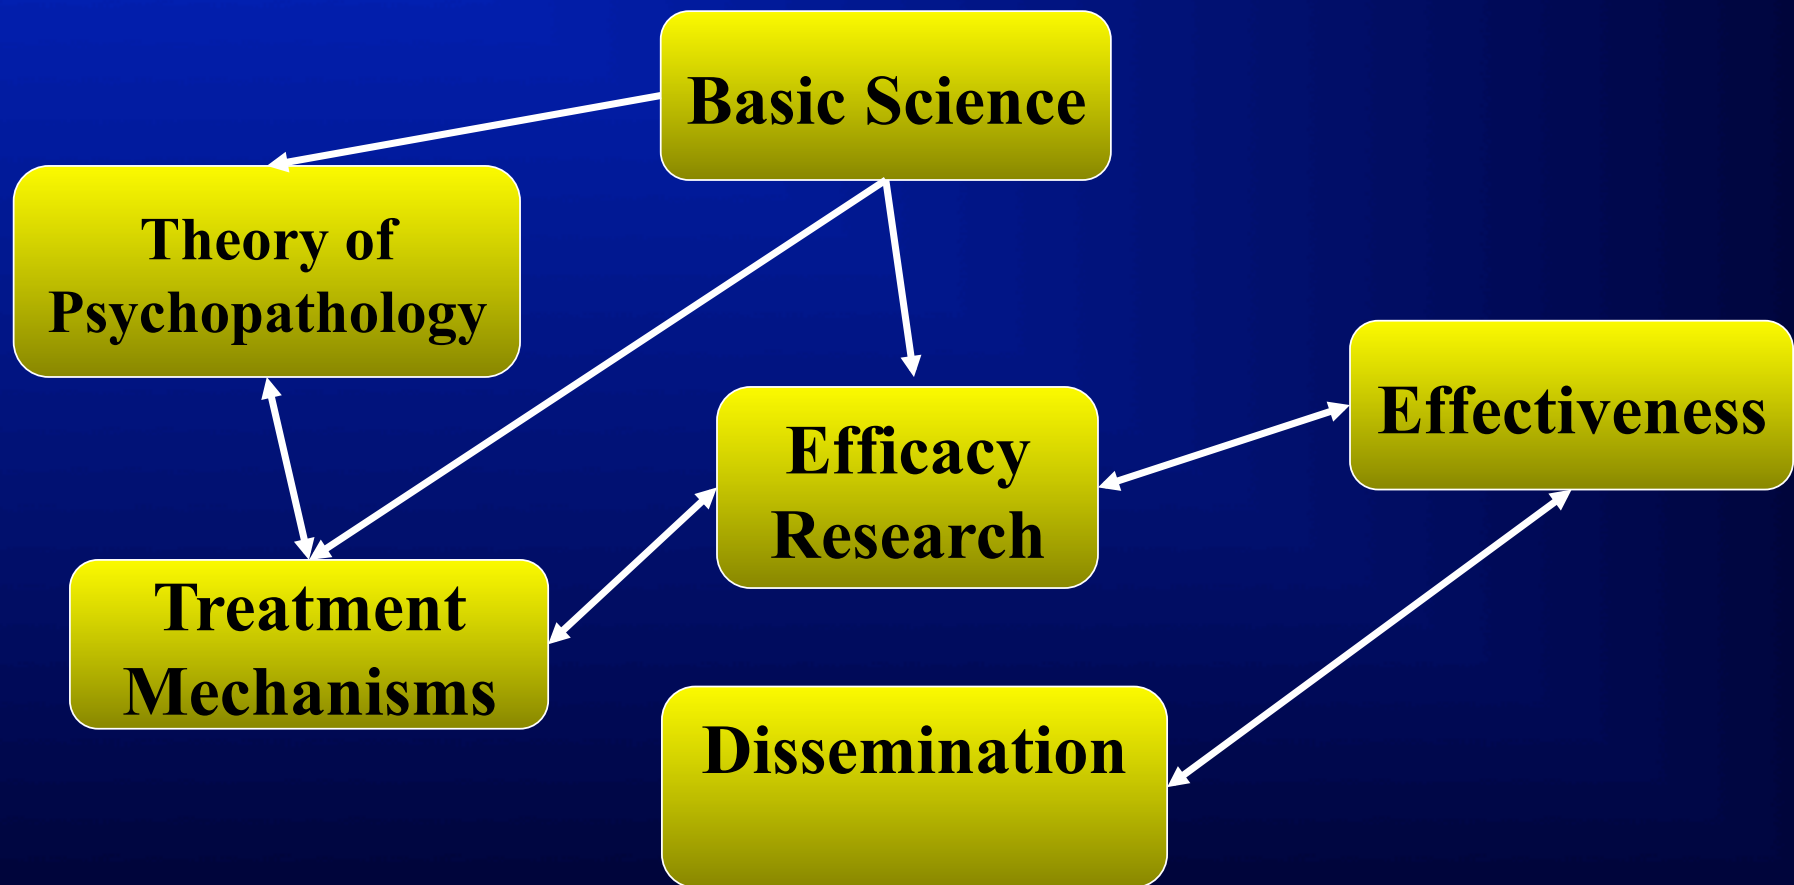 Basic Science
Theory of
Psychopathology
Effectiveness
Efficacy
Research
Treatment
Mechanisms
Dissemination